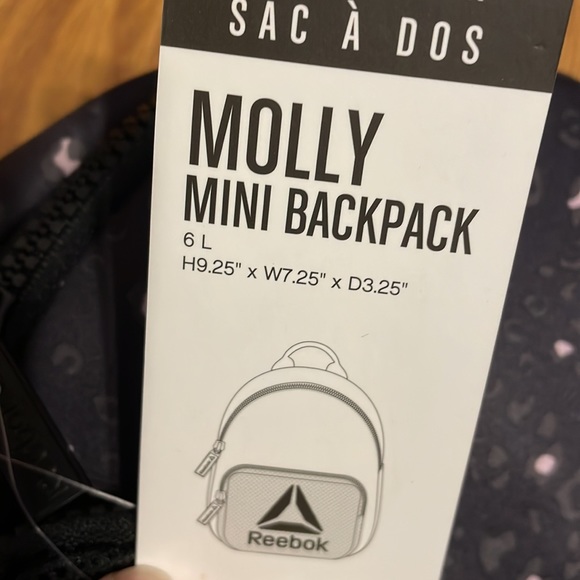 SAC À DOS
MOLLY
MINI BACKPACK
6 L
H9.25" x W7.25" x D3.25"
Reebok